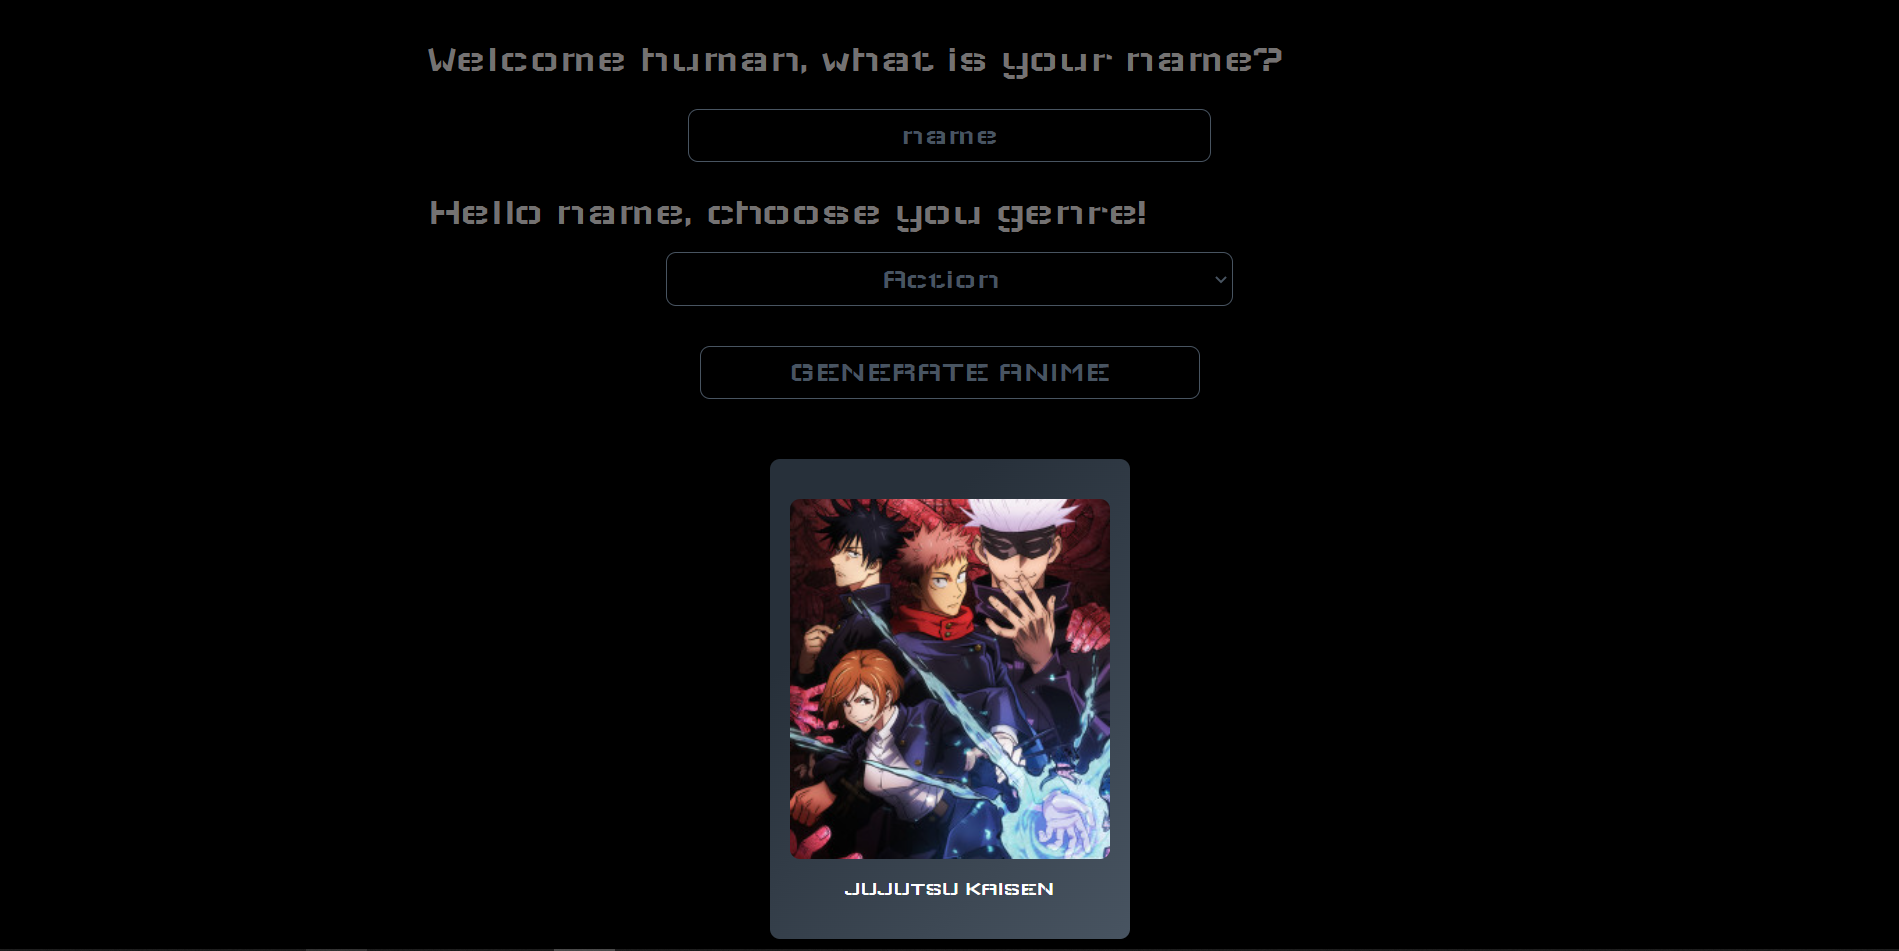 Welcome human, what is your name?
name
Hello name, choose you genre!
Action
GENERATE ANIME
JUJUTSU KAISEN